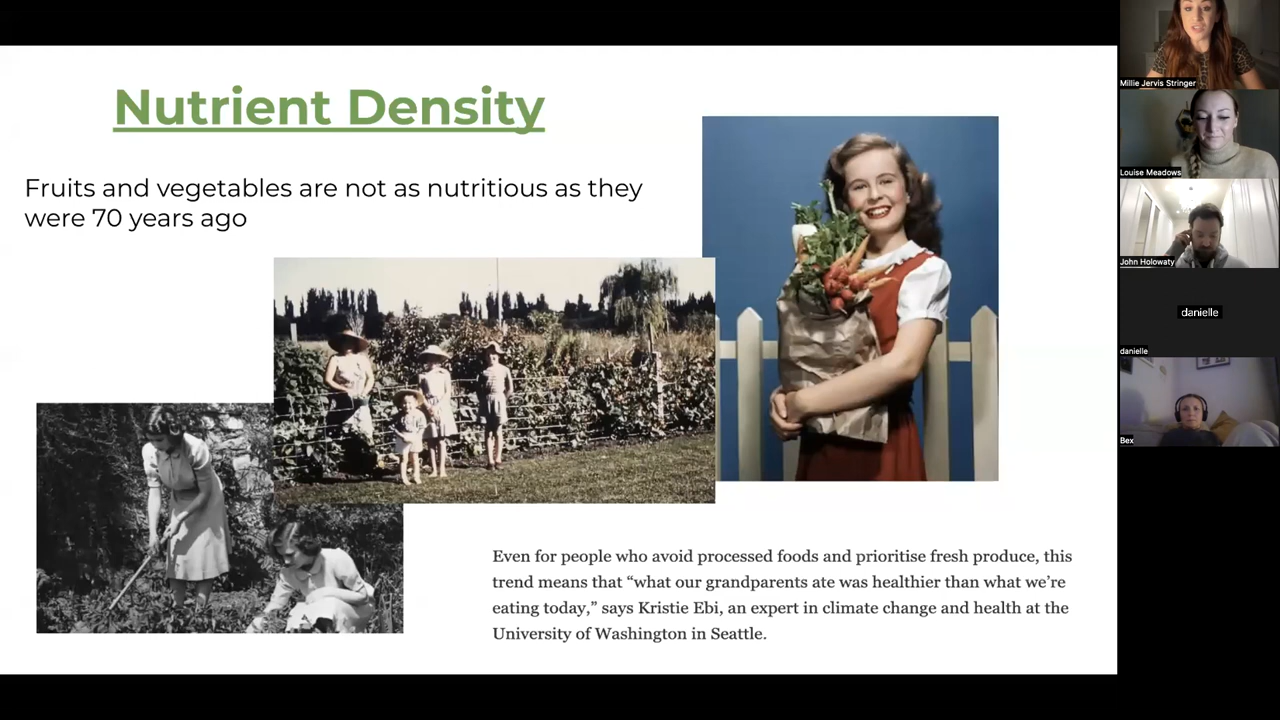 Nutrient Density
Fruits and vegetables are not as nutritious as they
were 70 years ago
Even for people who avoid processed foods and prioritise fresh produce, this
trend means that “what our grandparents ate was healthier than what we’re
eating today,” says Kristie Ebi, an expert in climate change and health at the
University of Washington in Seattle.
Millie Jervis Stringer
Louise Meadows
John Holowaty
danielle
danielle
Bex